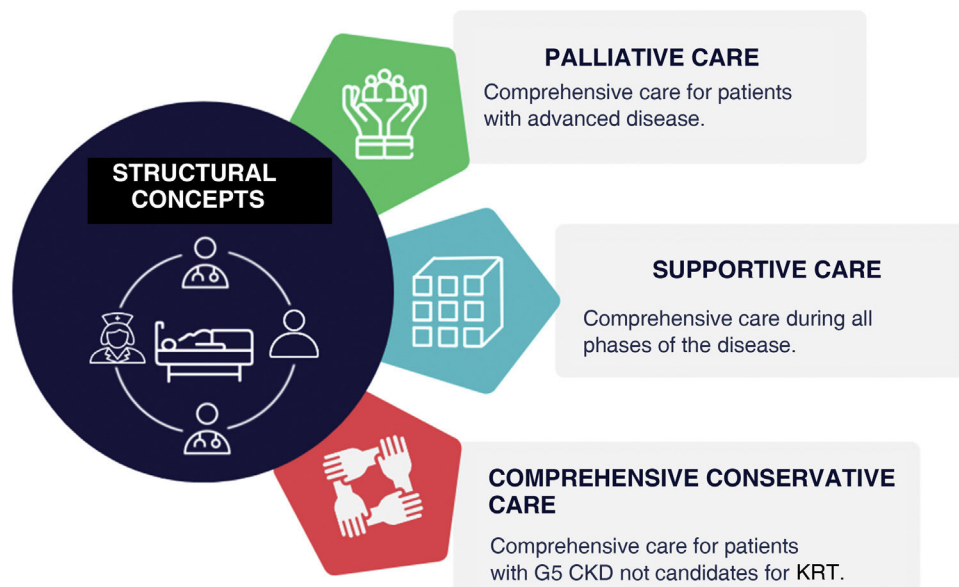 STRUCTURAL
CONCEPTS
PALLIATIVE CARE
Comprehensive care for patients
with advanced disease.
SUPPORTIVE CARE
Comprehensive care during all
phases of the disease.
COMPREHENSIVE CONSERVATIVE
CARE
Comprehensive care for patients
with G5 CKD not candidates for KRT.